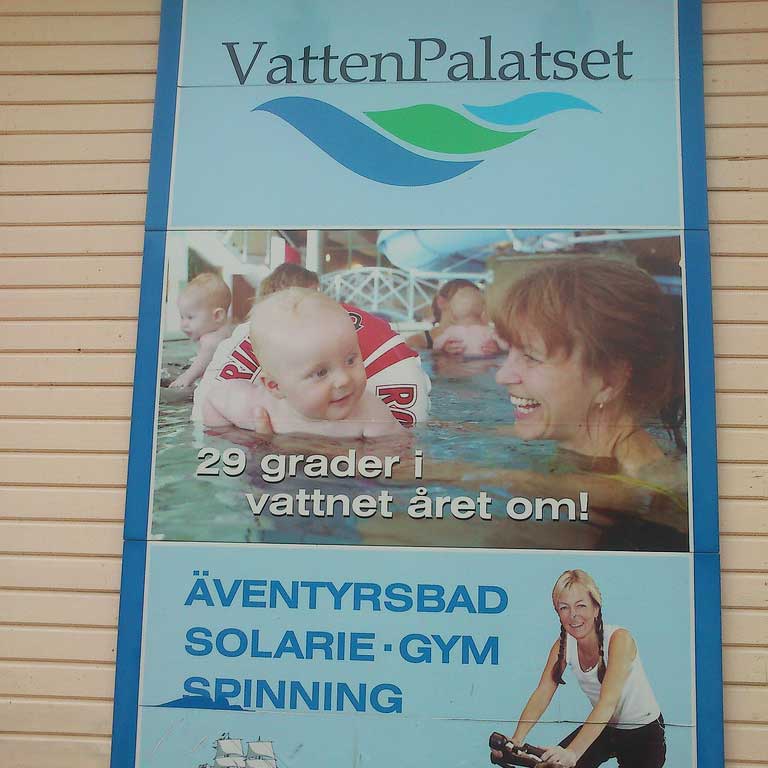 VattenPalatset
29 grader i
vattnet året om!
ÄVENTYRSBAD
SOLARIE·GYM
SPINNING